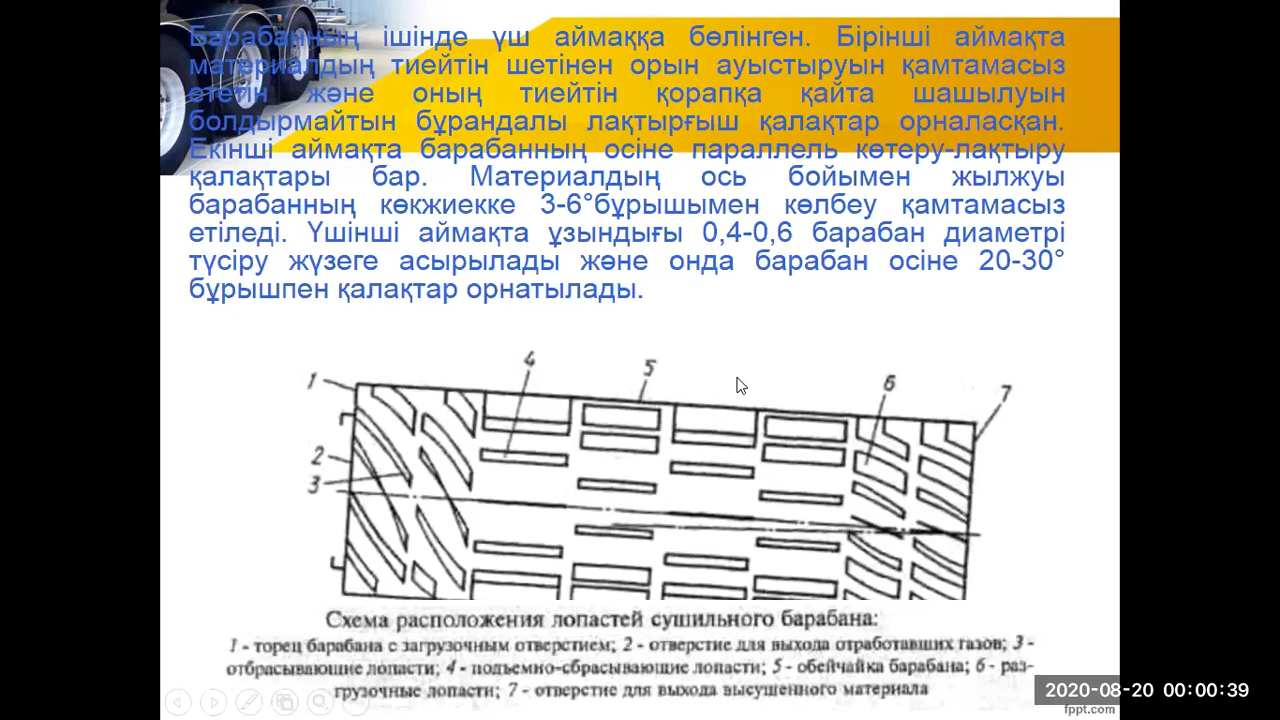 Барабанның ішінде үш аймаққа бөлінген. Бірінші аймақта
материалдың тиейтін шетінен орын ауыстыруын қамтамасыз
ететін және оның тиейтін қорапқа қайта шашылуын
болдырмайтын бұрандалы лақтырғыш қалақтар орналасқан.
Екінші аймақта барабанның осіне параллель көтеру-лақтыру
қалақтары бар. Материалдың ось бойымен жылжуы
барабанның көкжиекке 3-6°бұрышымен көлбеу қамтамасыз
етіледі. Үшінші аймақта ұзындығы 0,4-0,6 барабан диаметрі
түсіру жүзеге асырылады және онда барабан осіне 20-30°
бұрышпен қалақтар орнатылады.
4
5
1
6
7
2
3
Схема расположения лопастей сушильного барабана:
1 - торец барабана с загрузочным отверстием; 2 - отверстие для выхода отработавших газов; 3 -
отбрасывающие лопасти; 4 - подъемно-сбрасывающие лопасти; 5 - обейчайка барабана; 6 - раз-
грузочные лопасти; 7 - отверстие для выхода высушенного материала
2020-08-20 00:00:39
fppt.com